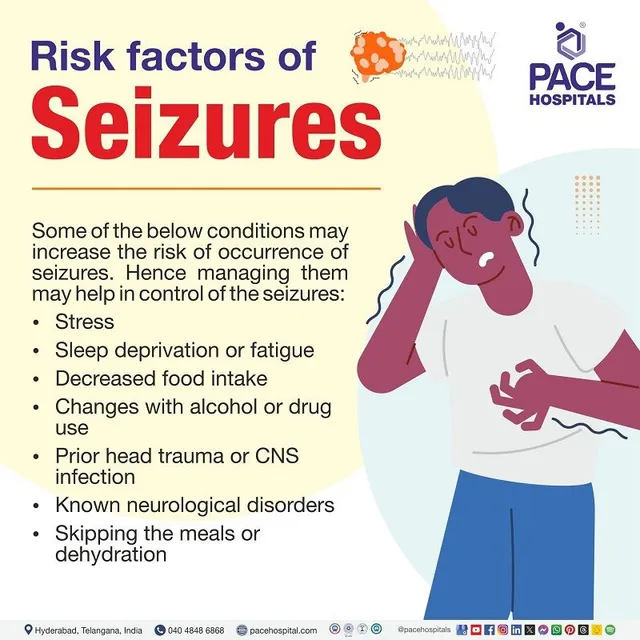 Risk factors of
Seizures
PACE
HOSPITALS
Some of the below conditions may
increase the risk of occurrence of
seizures. Hence managing them
may help in control of the seizures:
• Stress
• Sleep deprivation or fatigue
• Decreased food intake
• Changes with alcohol or drug
use
• Prior head trauma or CNS
infection
• Known neurological disorders
• Skipping the meals or
dehydration
Hyderabad, Telangana, India 040 4848 6868 pacehospital.com @pacehospitals